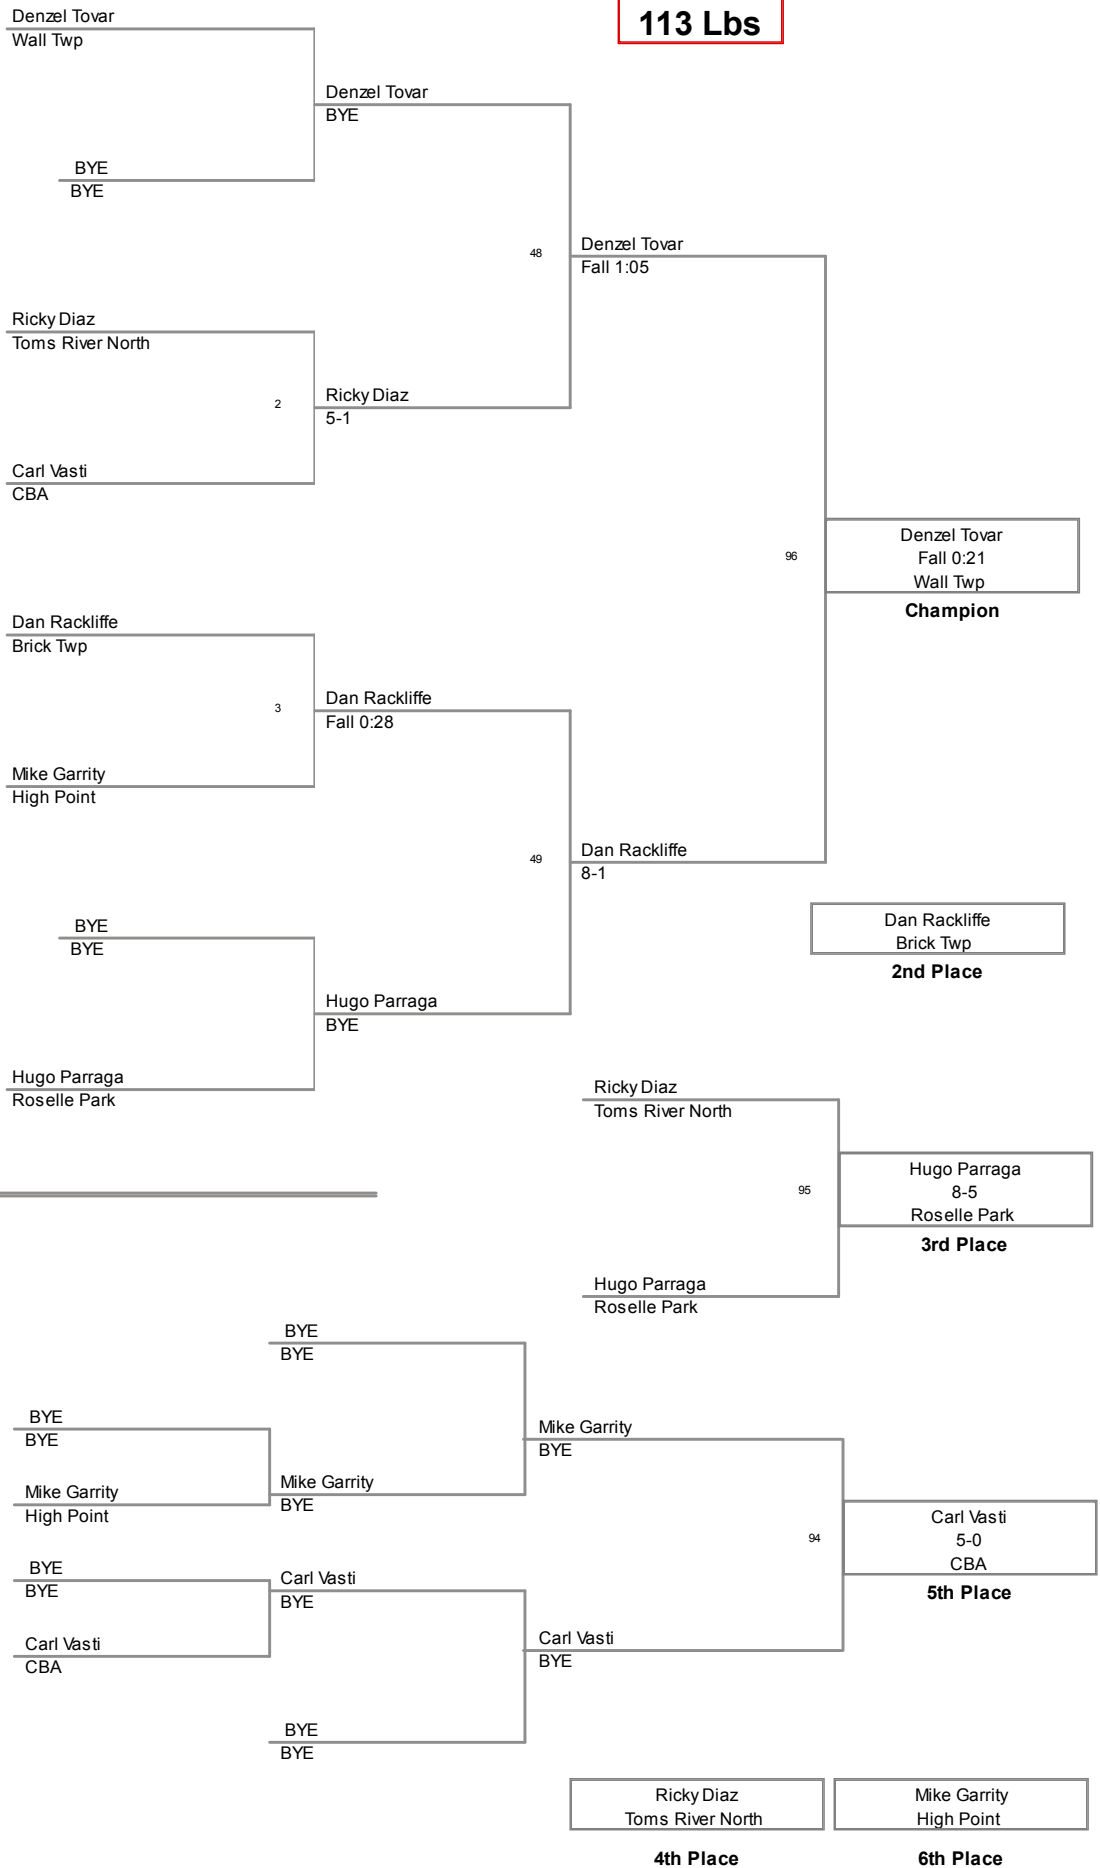 113 Lbs
Denzel Tovar
Wall Twp
Denzel Tovar
BYE
BYE
BYE
48
Denzel Tovar
Fall 1:05
Ricky Diaz
Toms River North
2
Ricky Diaz
5-1
Carl Vasti
CBA
96
Denzel Tovar
Fall 0:21
Wall Twp
Champion
Dan Rackliffe
Brick Twp
3
Dan Rackliffe
Fall 0:28
Mike Garrity
High Point
49
Dan Rackliffe
8-1
BYE
BYE
Dan Rackliffe
Brick Twp
2nd Place
Hugo Parraga
BYE
Hugo Parraga
Roselle Park
Ricky Diaz
Toms River North
95
Hugo Parraga
8-5
Roselle Park
3rd Place
Hugo Parraga
Roselle Park
BYE
BYE
BYE
BYE
Mike Garrity
BYE
Mike Garrity
High Point
Mike Garrity
BYE
94
Carl Vasti
5-0
CBA
5th Place
BYE
BYE
Carl Vasti
BYE
Carl Vasti
CBA
Carl Vasti
BYE
BYE
BYE
Ricky Diaz
Toms River North
4th Place
Mike Garrity
High Point
6th Place